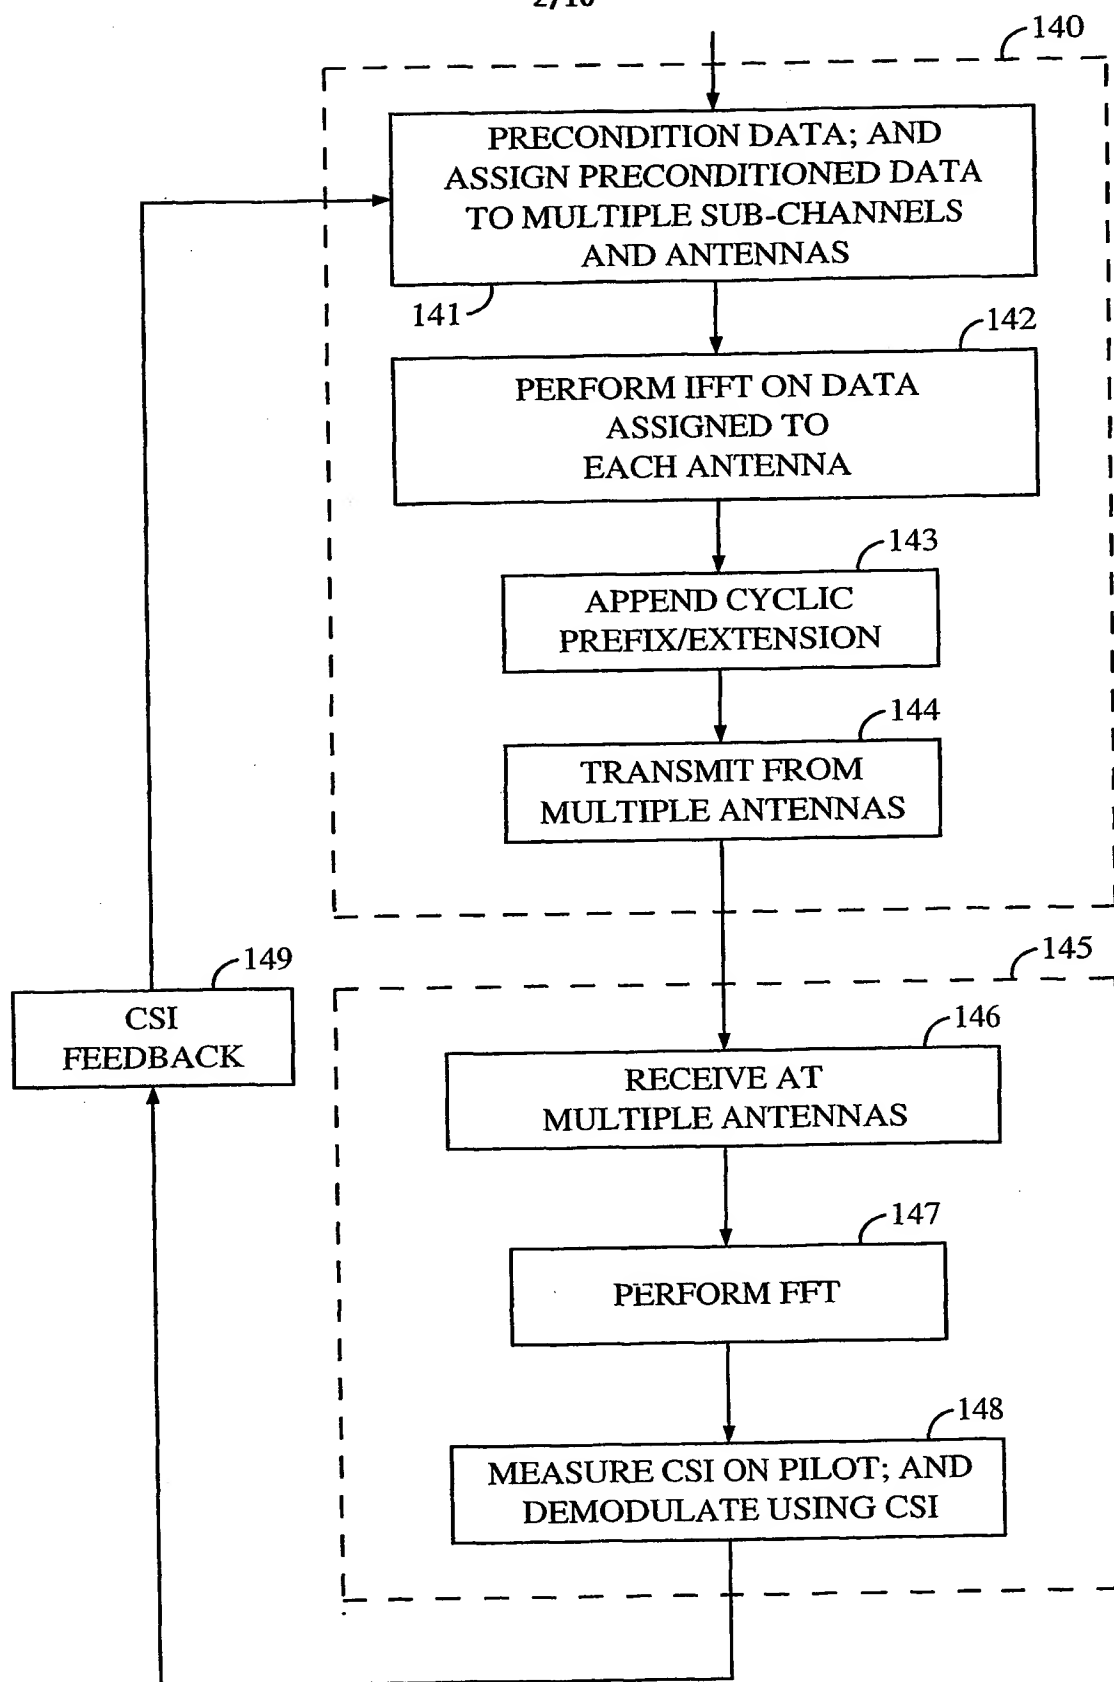 140
PRECONDITION DATA; AND
ASSIGN PRECONDITIONED DATA
TO MULTIPLE SUB-CHANNELS
AND ANTENNAS
141
142
PERFORM IFFT ON DATA
ASSIGNED TO
EACH ANTENNA
143
APPEND CYCLIC
PREFIX/EXTENSION
144
TRANSMIT FROM
MULTIPLE ANTENNAS
145
149
CSI
FEEDBACK
146
RECEIVE AT
MULTIPLE ANTENNAS
147
PERFORM FFT
148
MEASURE CSI ON PILOT; AND
DEMODULATE USING CSI